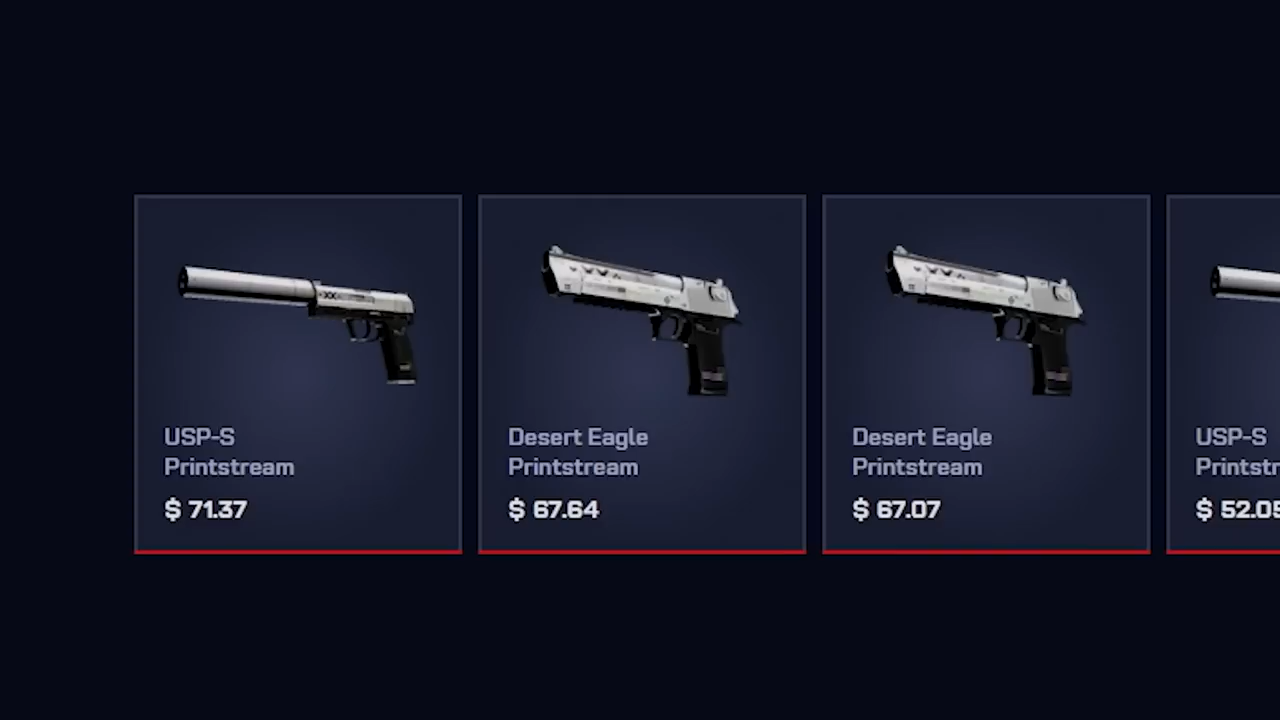 USP-S
Printstream
$ 71.37
Desert Eagle
Printstream
$ 67.64
Desert Eagle
Printstream
$ 67.07
USP-S